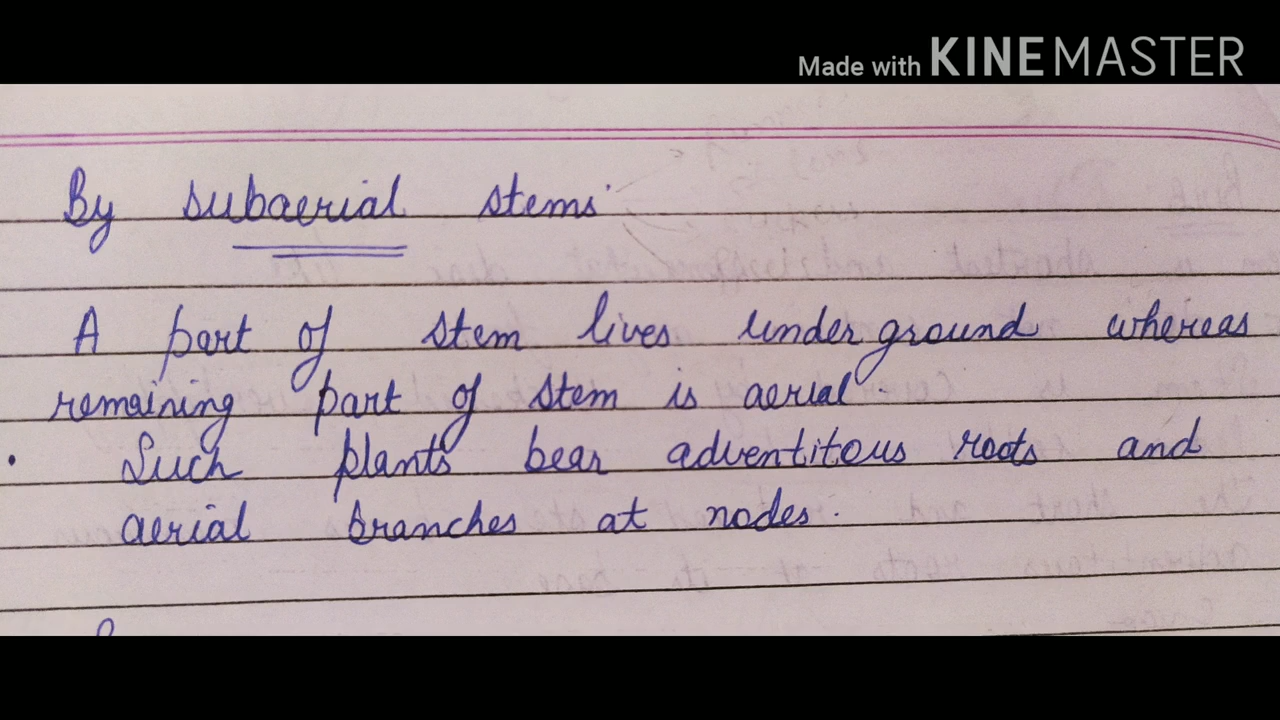 Made with KINEMASTER
By subaerial stems
A part of stem lives underground whereas
remaining part of stem is aerial.
• Such plants bear adventitous roots and
aerial branches at nodes.